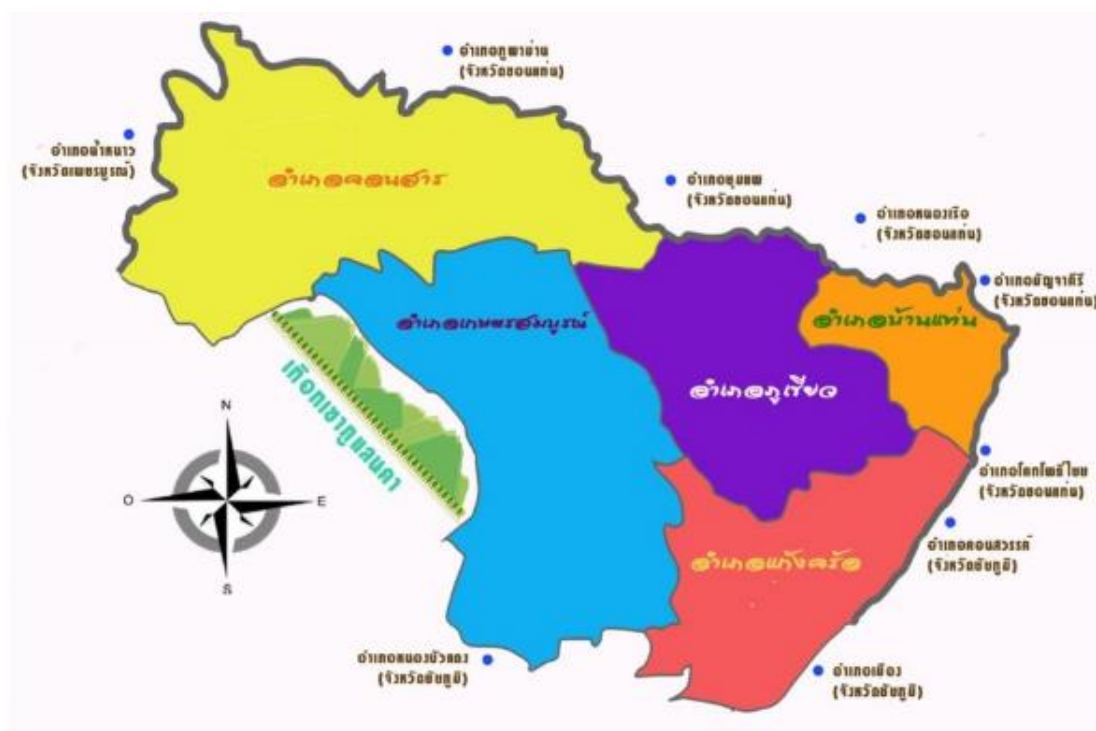 อำเภอภูผาม่าน
(จังหวัดขอนแก่น)
อำเภอน้ำหนาว
(จังหวัดเพชรบูรณ์)
อำเภอคอนสาร
อำเภอชุมแพ
(จังหวัดขอนแก่น)
อำเภอหนองเรือ
(จังหวัดขอนแก่น)
อำเภอมัญจาคีรี
(จังหวัดขอนแก่น)
อำเภอเกษตรสมบูรณ์
อำเภอบ้านแท่น
อำเภอภูเขียว
เทือกเขาภูแลนคา
N
O
E
S
อำเภอโคกโพธิ์ไชย
(จังหวัดขอนแก่น)
อำเภอคอนสวรรค์
(จังหวัดชัยภูมิ)
อำเภอแก้งคร้อ
อำเภอหนองบัวแดง
(จังหวัดชัยภูมิ)
อำเภอเมือง
(จังหวัดชัยภูมิ)